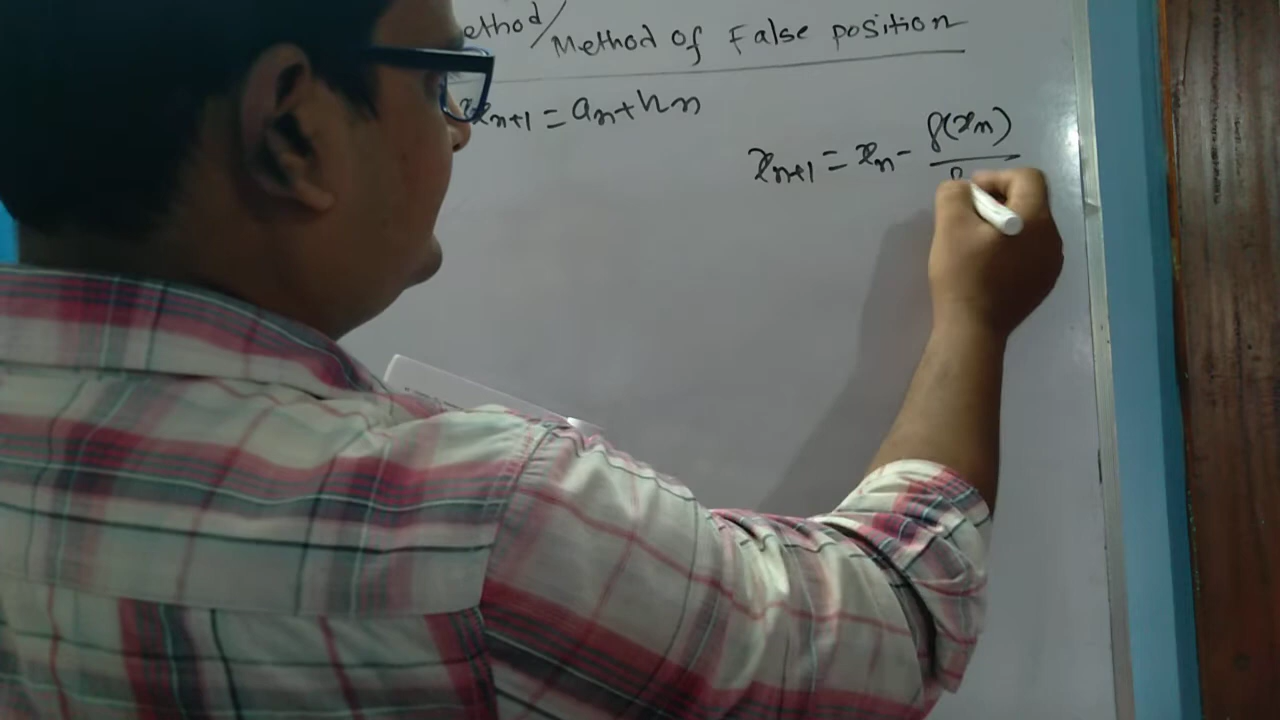 ethod/Method of False position
xn+1 = an+hn
xn+1 = xn - f(xn)